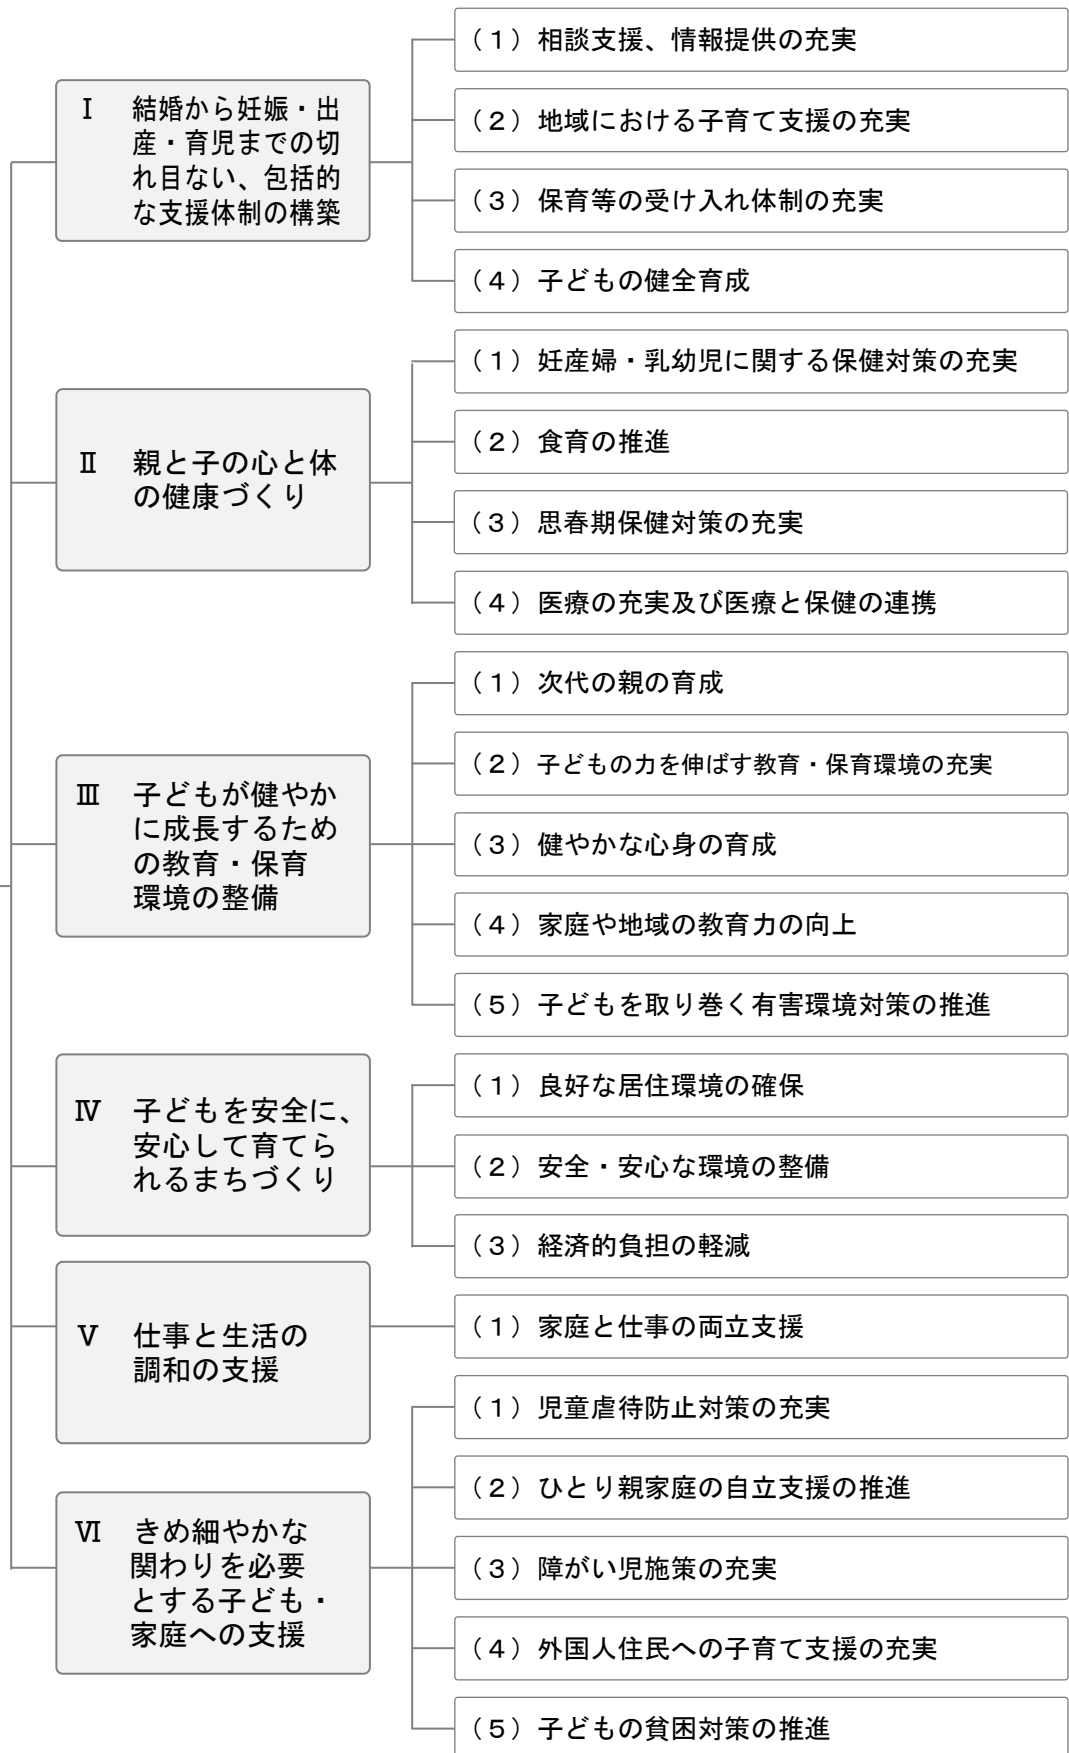 Ⅰ 結婚から妊娠・出
産・育児までの切
れ目ない、包括的
な支援体制の構築
（１）相談支援、情報提供の充実
（２）地域における子育て支援の充実
（３）保育等の受け入れ体制の充実
（４）子どもの健全育成
Ⅱ 親と子の心と体
の健康づくり
（１）妊産婦・乳幼児に関する保健対策の充実
（２）食育の推進
（３）思春期保健対策の充実
（４）医療の充実及び医療と保健の連携
Ⅲ 子どもが健やか
に成長するため
の教育・保育
環境の整備
（１）次代の親の育成
（２）子どもの力を伸ばす教育・保育環境の充実
（３）健やかな心身の育成
（４）家庭や地域の教育力の向上
（５）子どもを取り巻く有害環境対策の推進
Ⅳ 子どもを安全に、
安心して育てら
れるまちづくり
（１）良好な居住環境の確保
（２）安全・安心な環境の整備
（３）経済的負担の軽減
Ⅴ 仕事と生活の
調和の支援
（１）家庭と仕事の両立支援
Ⅵ きめ細やかな
関わりを必要
とする子ども・
家庭への支援
（１）児童虐待防止対策の充実
（２）ひとり親家庭の自立支援の推進
（３）障がい児施策の充実
（４）外国人住民への子育て支援の充実
（５）子どもの貧困対策の推進